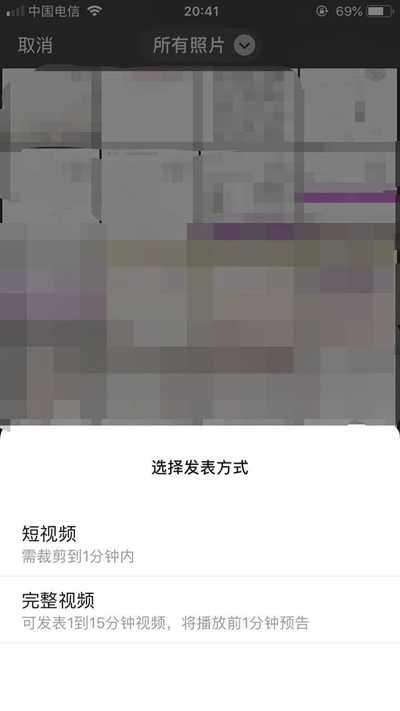 中国电信 20:41 69%
取消 所有照片
选择发表方式
短视频
需裁剪到1分钟内
完整视频
可发表1到15分钟视频，将播放前1分钟预告